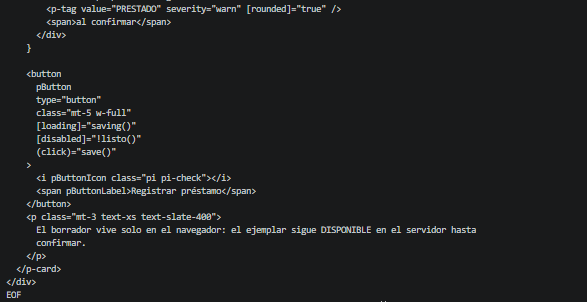 <p-tag value="PRESTADO" severity="warn" [rounded]="true" />
<span>al confirmar</span>
</div>
}
<button
pButton
type="button"
class="mt-5 w-full"
[loading]="saving()"
[disabled]="!listo()"
(click)="save()"
>
<i pButtonIcon class="pi pi-check"></i>
<span pButtonLabel>Registrar préstamo</span>
</button>
<p class="mt-3 text-xs text-slate-400">
El borrador vive solo en el navegador: el ejemplar sigue DISPONIBLE en el servidor hasta
confirmar.
</p>
</p-card>
</div>
EOF